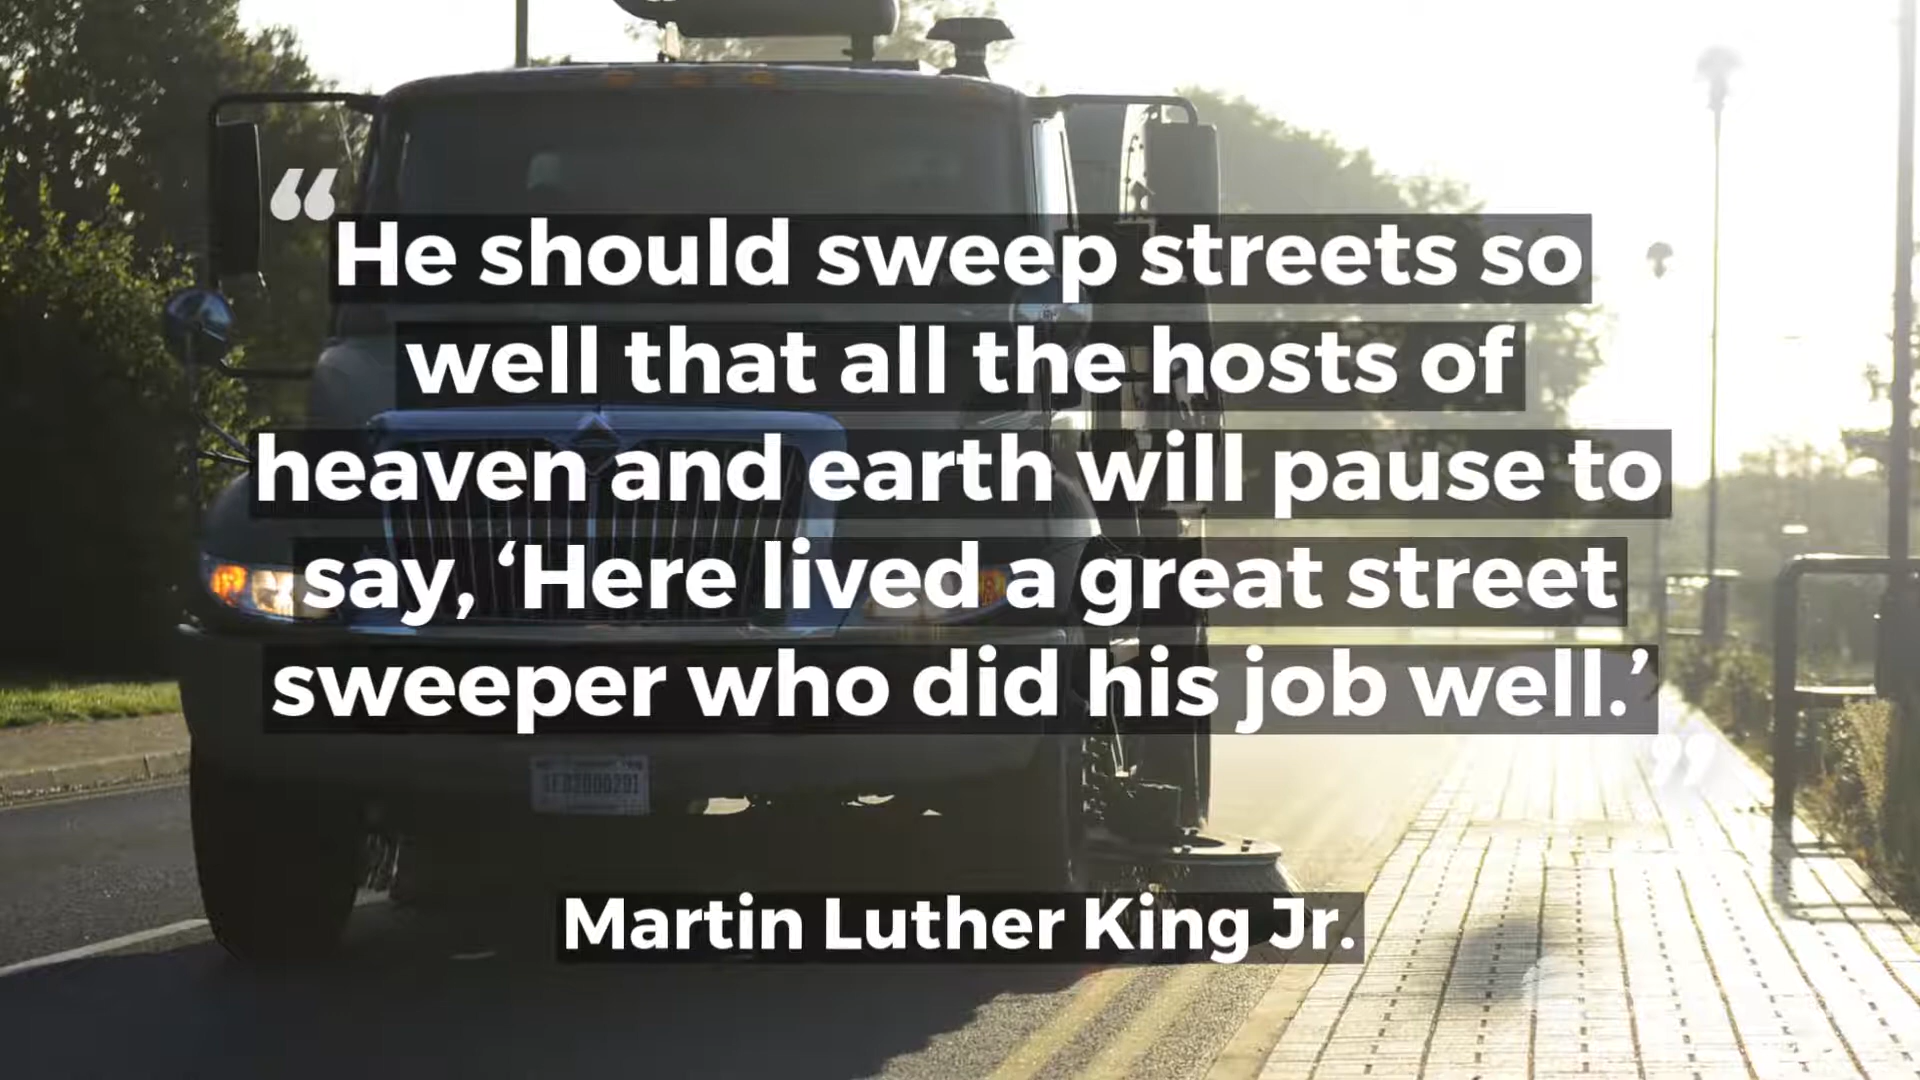 “He should sweep streets so
well that all the hosts of
heaven and earth will pause to
say, ‘Here lived a great street
sweeper who did his job well.’”
Martin Luther King Jr.